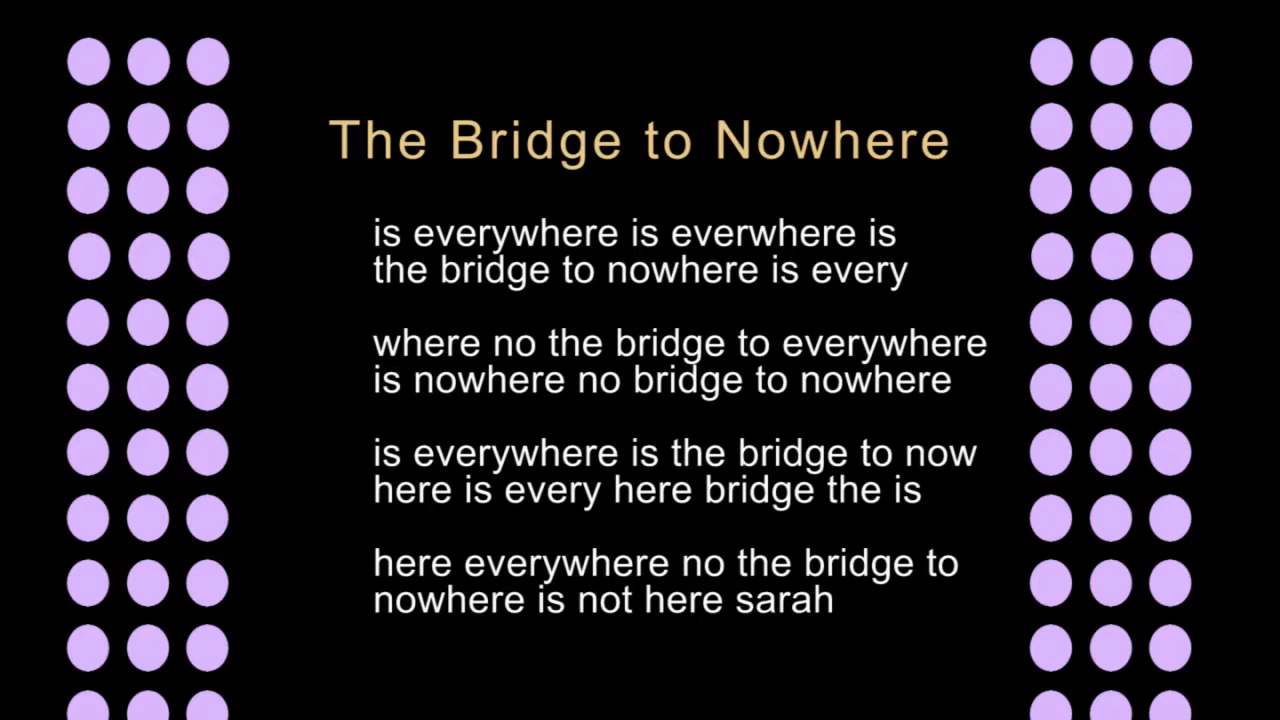 The Bridge to Nowhere
is everywhere is everwhere is
the bridge to nowhere is every
where no the bridge to everywhere
is nowhere no bridge to nowhere
is everywhere is the bridge to now
here is every here bridge the is
here everywhere no the bridge to
nowhere is not here sarah